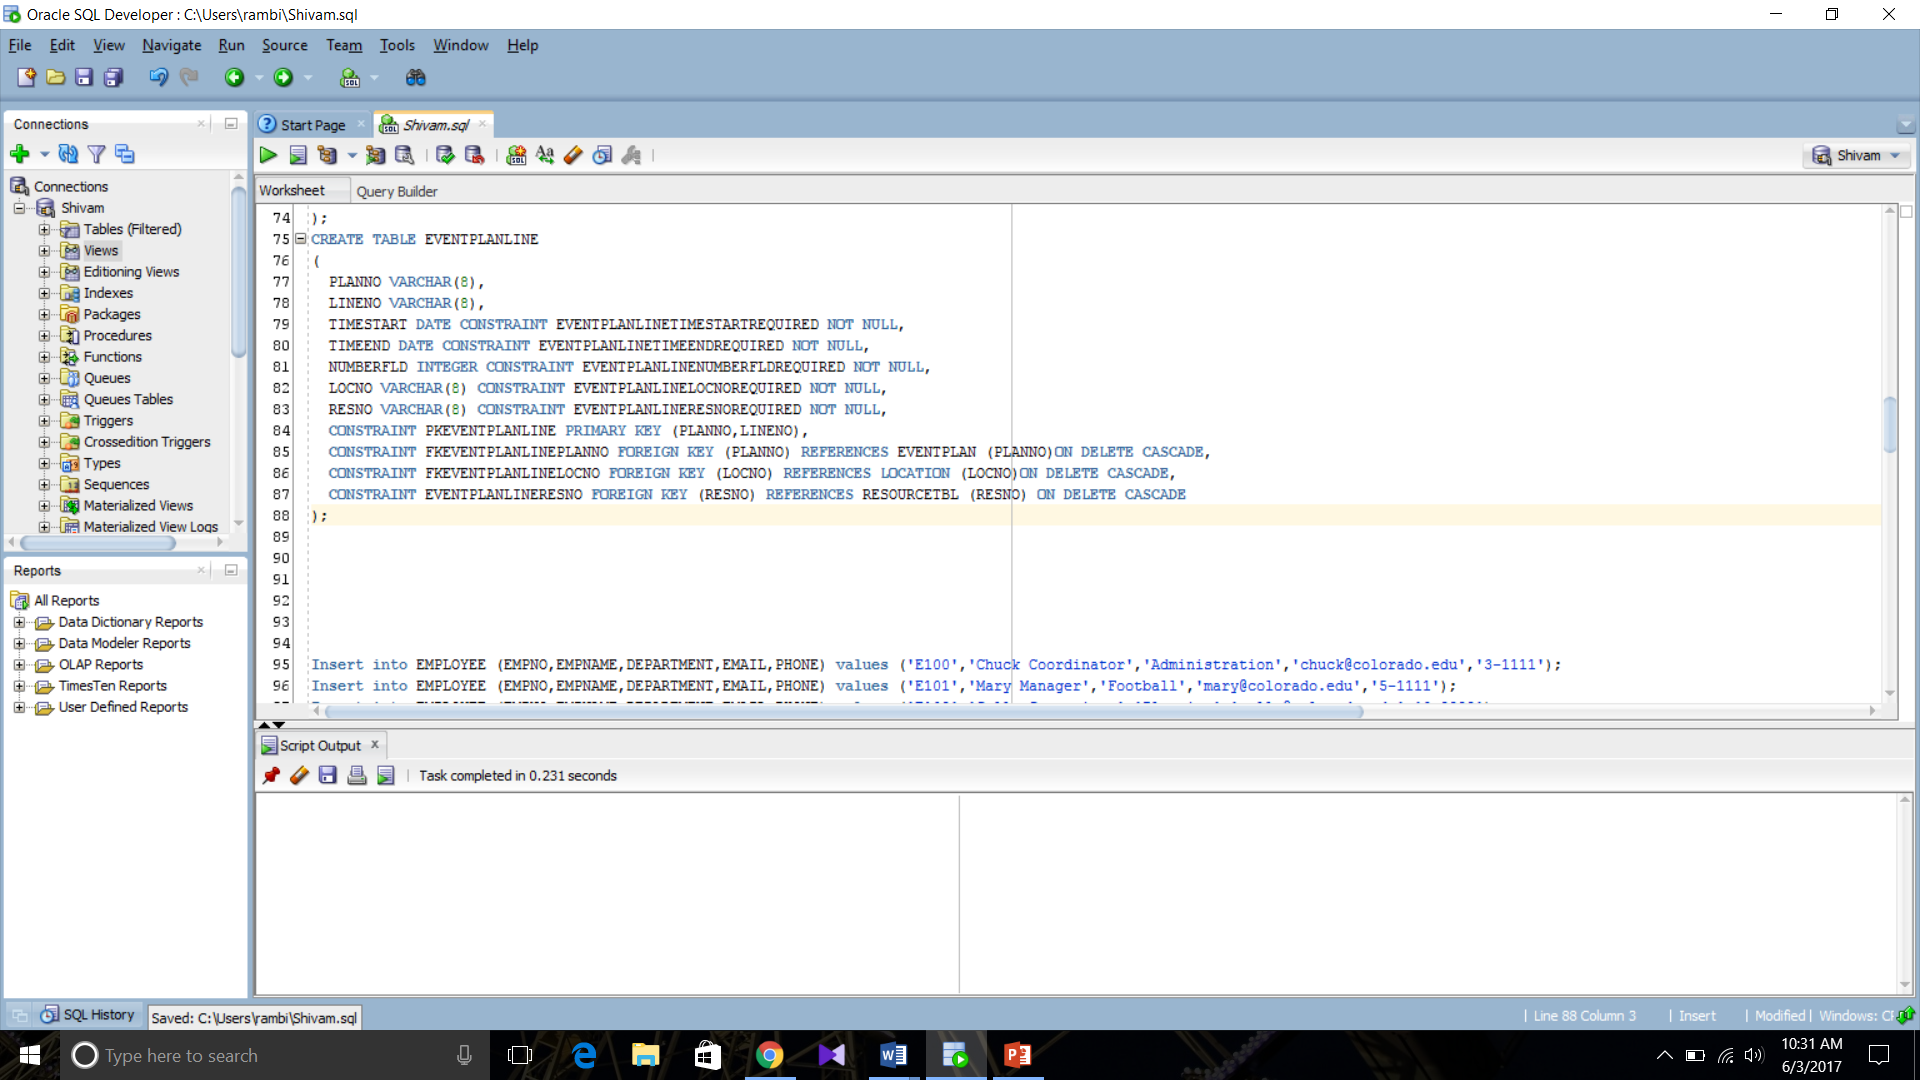 Oracle SQL Developer : C:\Users\rambi\Shivam.sql
File Edit View Navigate Run Source Team Tools Window Help
Connections
Start Page
Shivam.sql
Shivam
Worksheet
Query Builder
Connections
Shivam
Tables (Filtered)
Views
Editioning Views
Indexes
Packages
Procedures
Functions
Queues
Queues Tables
Triggers
Crossedition Triggers
Types
Sequences
Materialized Views
Materialized View Logs
Reports
All Reports
Data Dictionary Reports
Data Modeler Reports
OLAP Reports
TimesTen Reports
User Defined Reports
74 );
75 CREATE TABLE EVENTPLANLINE
76 (
77 PLANNO VARCHAR(8),
78 LINENO VARCHAR(8),
79 TIMESTART DATE CONSTRAINT EVENTPLANLINETIMESTARTREQUIRED NOT NULL,
80 TIMEEND DATE CONSTRAINT EVENTPLANLINETIMEENDREQUIRED NOT NULL,
81 NUMBERFLD INTEGER CONSTRAINT EVENTPLANLINENUMBERFLDREQUIRED NOT NULL,
82 LOCNO VARCHAR(8) CONSTRAINT EVENTPLANLINELOCNOREQUIRED NOT NULL,
83 RESNO VARCHAR(8) CONSTRAINT EVENTPLANLINERESNOREQUIRED NOT NULL,
84 CONSTRAINT PKEVENTPLANLINE PRIMARY KEY (PLANNO,LINENO),
85 CONSTRAINT FKEVENTPLANLINEPLANNO FOREIGN KEY (PLANNO) REFERENCES EVENTPLAN (PLANNO)ON DELETE CASCADE,
86 CONSTRAINT FKEVENTPLANLINELOCNO FOREIGN KEY (LOCNO) REFERENCES LOCATION (LOCNO)ON DELETE CASCADE,
87 CONSTRAINT EVENTPLANLINERESNO FOREIGN KEY (RESNO) REFERENCES RESOURCETBL (RESNO) ON DELETE CASCADE
88 );
89
90
91
92
93
94
95 Insert into EMPLOYEE (EMPNO,EMPNAME,DEPARTMENT,EMAIL,PHONE) values ('E100','Chuck Coordinator','Administration','chuck@colorado.edu','3-1111');
96 Insert into EMPLOYEE (EMPNO,EMPNAME,DEPARTMENT,EMAIL,PHONE) values ('E101','Mary Manager','Football','mary@colorado.edu','5-1111');
Script Output
Task completed in 0.231 seconds
SQL History
Saved: C:\Users\rambi\Shivam.sql
Line 88 Column 3
Insert
Modified
Windows:
Type here to search
10:31 AM
6/3/2017